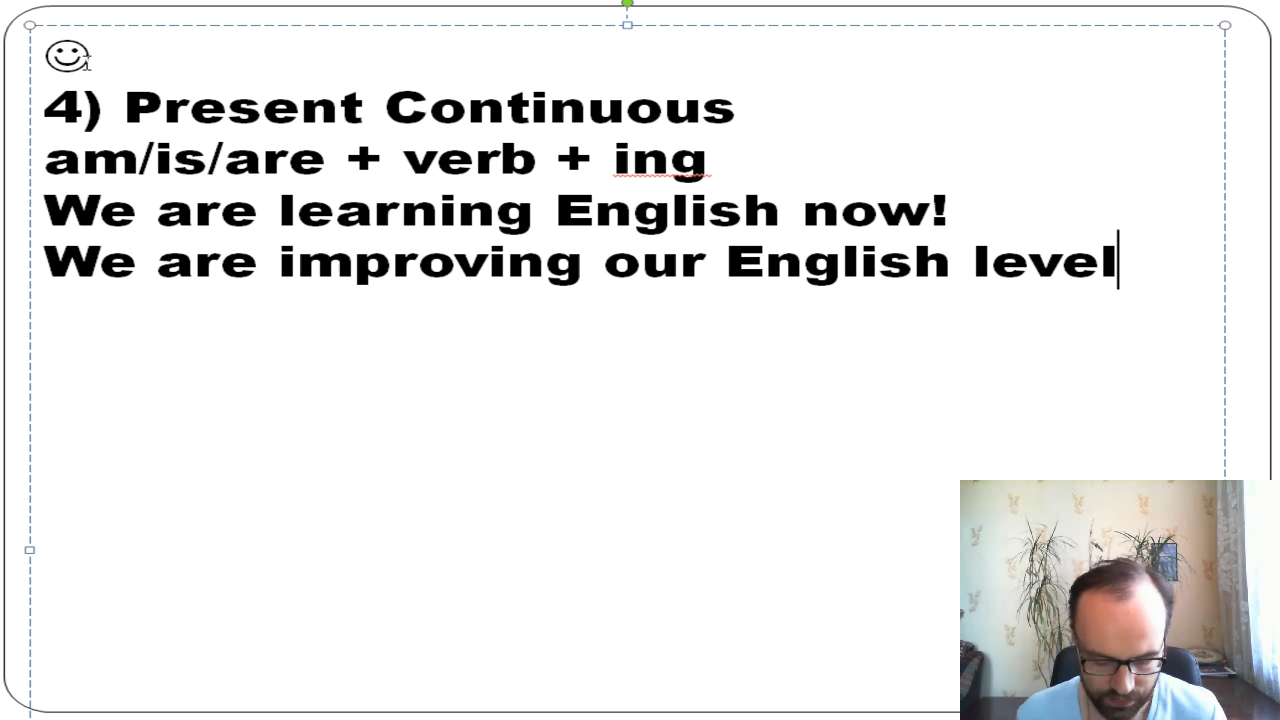 4) Present Continuous
am/is/are + verb + ing
We are learning English now!
We are improving our English level